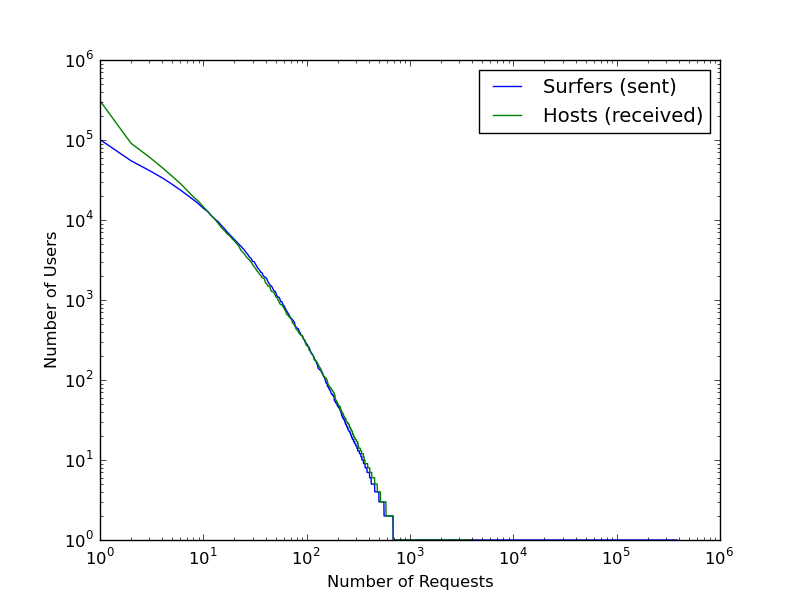 10^6
10^5
10^4
10^3
10^2
10^1
10^0
Number of Users
Surfers (sent)
Hosts (received)
10^0 10^1 10^2 10^3 10^4 10^5 10^6
Number of Requests